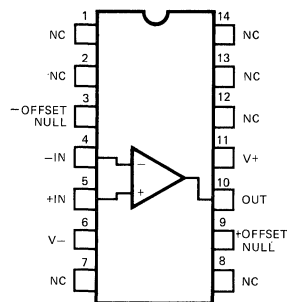 1
14
NC
NC
2
13
NC
NC
3
12
−OFFSET
NULL
NC
4
11
−IN
−
V+
5
10
+IN
+
OUT
6
9
V−
+OFFSET
NULL
7
8
NC
NC